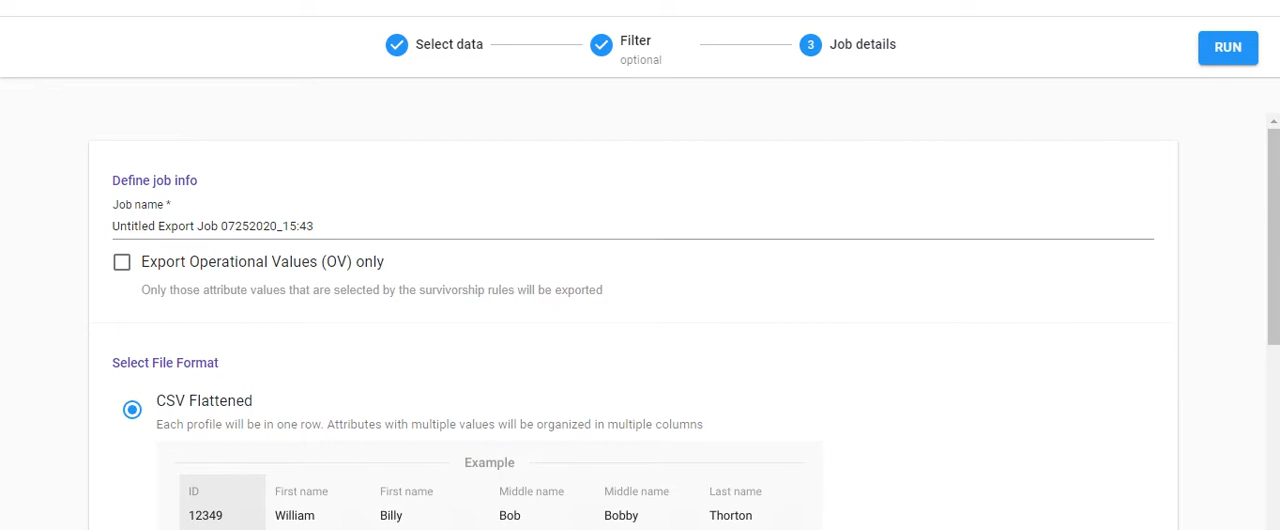 Select data
Filter
optional
3 Job details
RUN
Define job info
Job name *
Untitled Export Job 07252020_15:43
Export Operational Values (OV) only
Only those attribute values that are selected by the survivorship rules will be exported
Select File Format
CSV Flattened
Each profile will be in one row. Attributes with multiple values will be organized in multiple columns
Example
ID First name First name Middle name Middle name Last name
12349 William Billy Bob Bobby Thorton